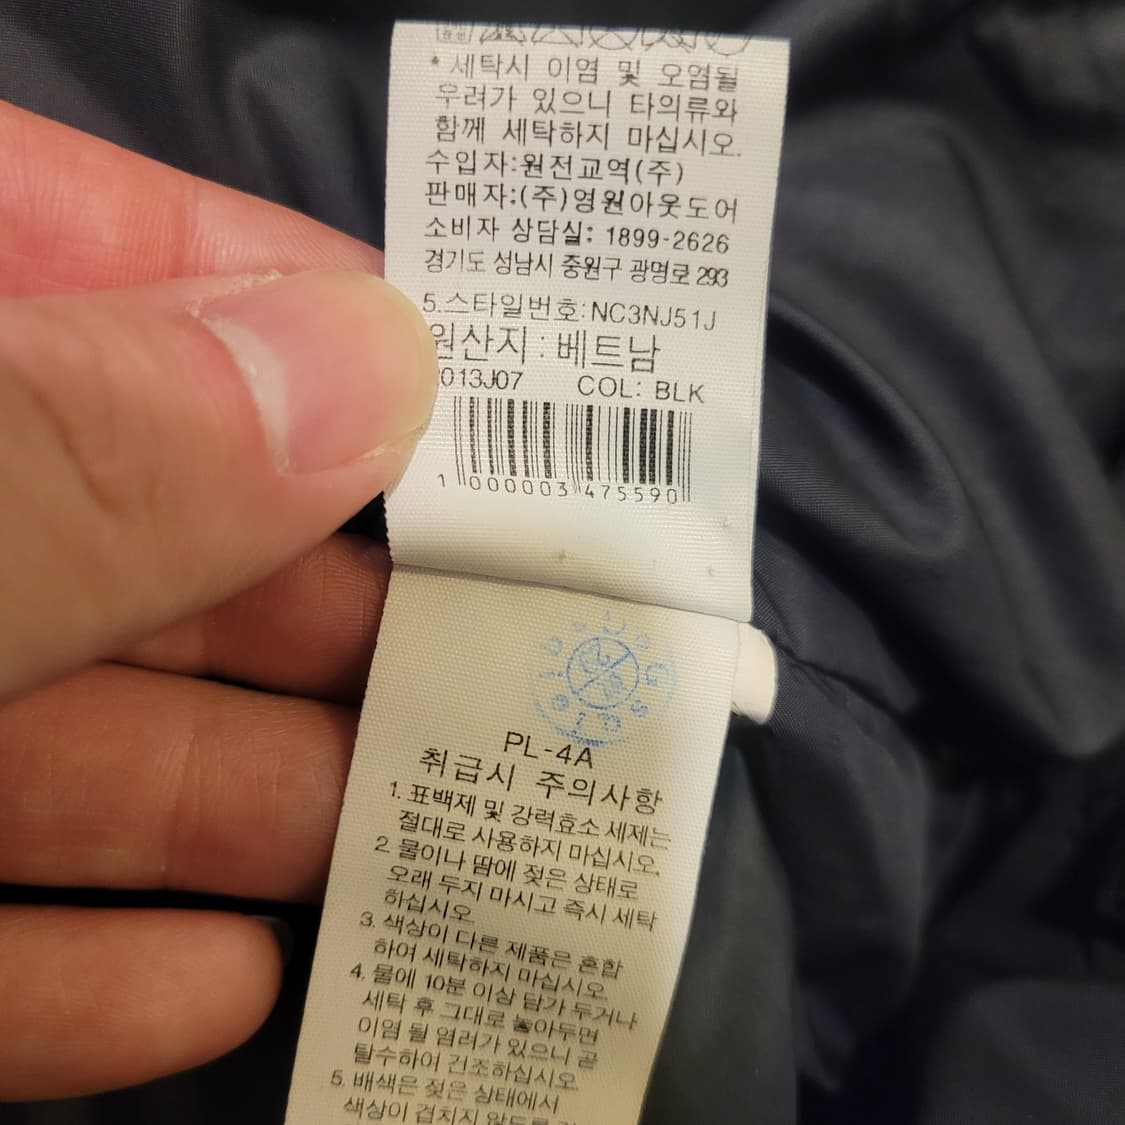 * 세탁시 이염 및 오염될
우려가 있으니 타의류와
함께 세탁하지 마십시오.
수입자:원전교역(주)
판매자:(주)영원아웃도어
소비자 상담실: 1899-2626
경기도 성남시 중원구 광명로 293
5.스타일번호:NC3NJ51J
원산지 : 베트남
013J07 COL: BLK
1 000003 475590
PL-4A
취급시 주의사항
1. 표백제 및 강력효소 세제는
절대로 사용하지 마십시오.
2 물이나 땀에 젖은 상태로
오래 두지 마시고 즉시 세탁
하십시오
3. 색상이 다른 제품은 혼합
하여 세탁하지 마십시오.
4. 물에 10분 이상 담가 두거나
세탁 후 그대로 놓아두면
이염 될 염려가 있으니 곧
탈수하여 건조하십시오.
5. 배색은 젖은 상태에서
색상이 겹치지 않도록